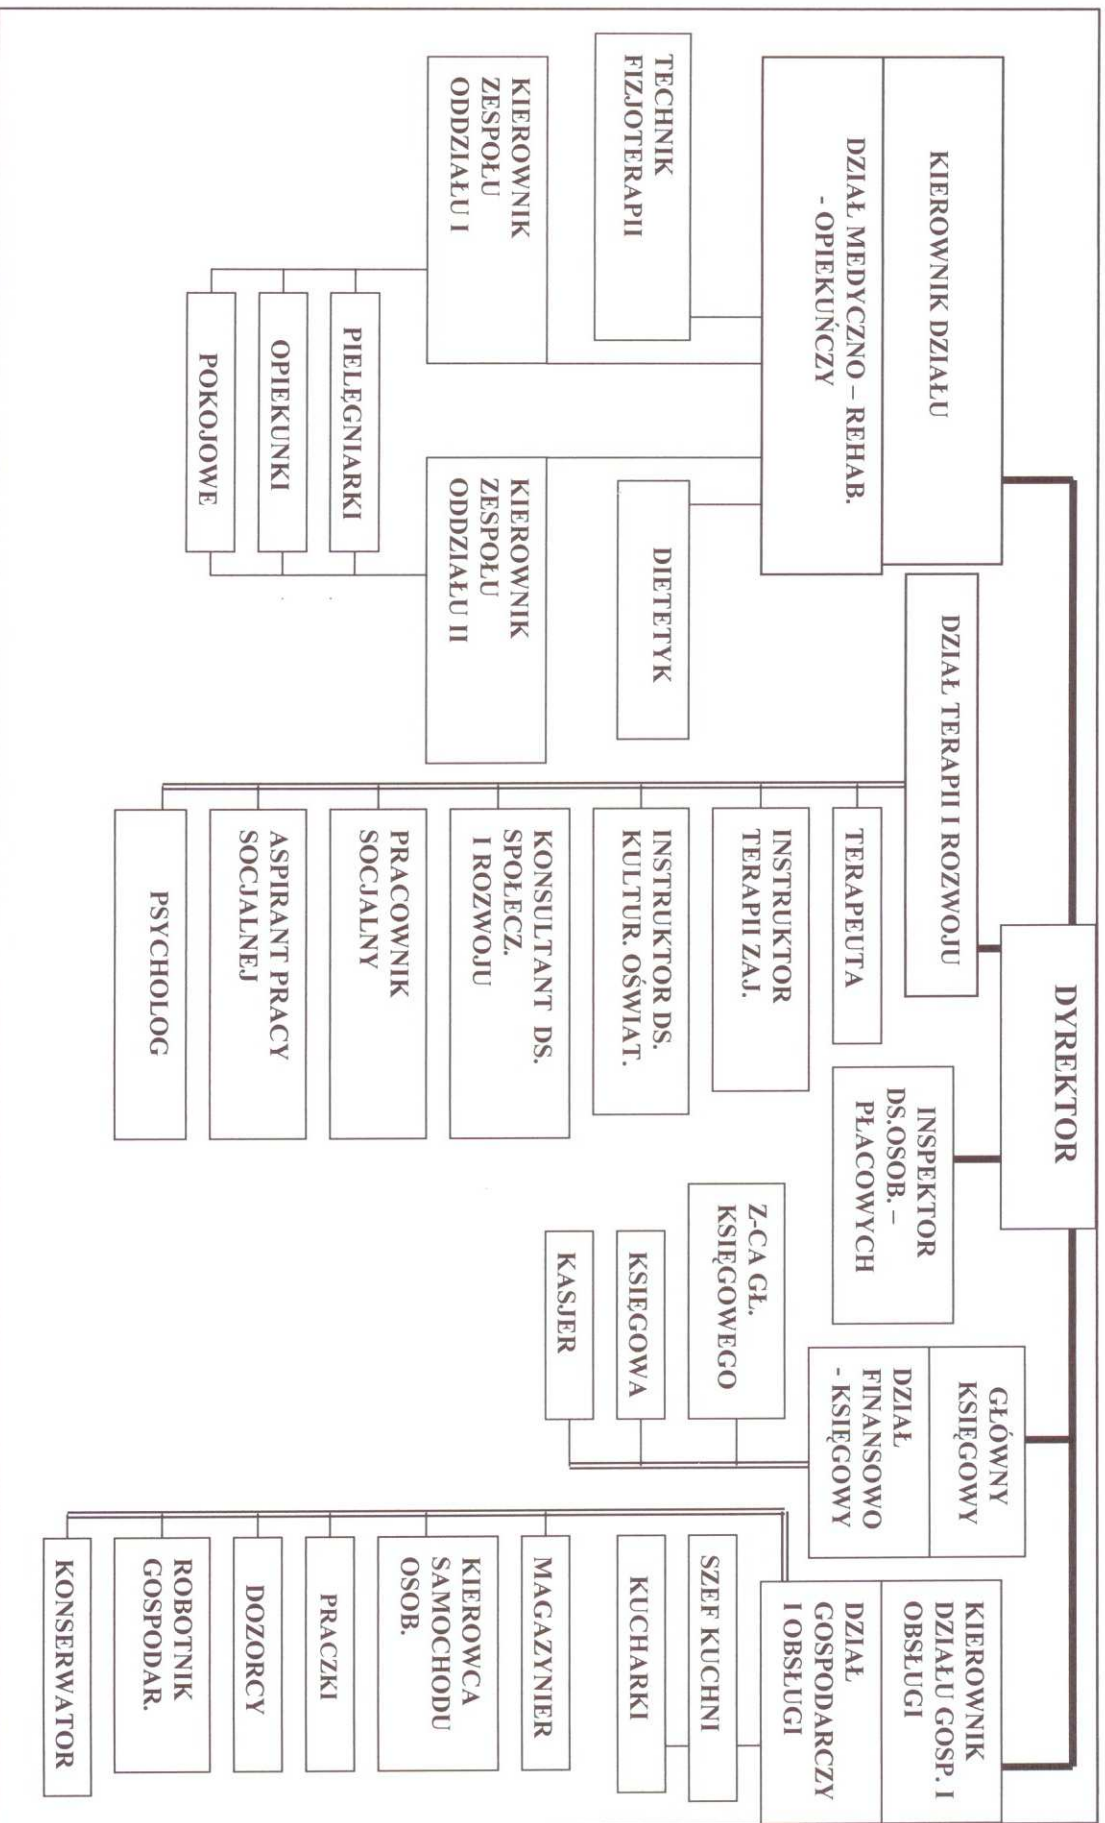 DYREKTOR
KIEROWNIK DZIAŁU
DZIAŁ MEDYCZNO – REHAB.
- OPIEKUŃCZY
TECHNIK
FIZJOTERAPII
DIETETYK
KIEROWNIK
ZESPOŁU
ODDZIAŁU I
KIEROWNIK
ZESPOŁU
ODDZIAŁU II
PIELĘGNIARKI
OPIEKUNKI
POKOJOWE
DZIAŁ TERAPII I ROZWOJU
TERAPEUTA
INSTRUKTOR
TERAPII ZAJ.
INSTRUKTOR DS.
KULTUR. OŚWIAT.
KONSULTANT DS.
SPOŁECZ.
I ROZWOJU
PRACOWNIK
SOCJALNY
ASPIRANT PRACY
SOCJALNEJ
PSYCHOLOG
INSPEKTOR
DS.OSOB. –
PŁACOWYCH
GŁÓWNY
KSIĘGOWY
DZIAŁ
FINANSOWO
- KSIĘGOWY
Z-CA GŁ.
KSIĘGOWEGO
KSIĘGOWA
KASJER
KIEROWNIK
DZIAŁU GOSP. I
OBSŁUGI
DZIAŁ
GOSPODARCZY
I OBSŁUGI
SZEF KUCHNI
KUCHARKI
MAGAZYNIER
KIEROWCA
SAMOCHODU
OSOB.
PRACZKI
DOZORCY
ROBOTNIK
GOSPODAR.
KONSERWATOR